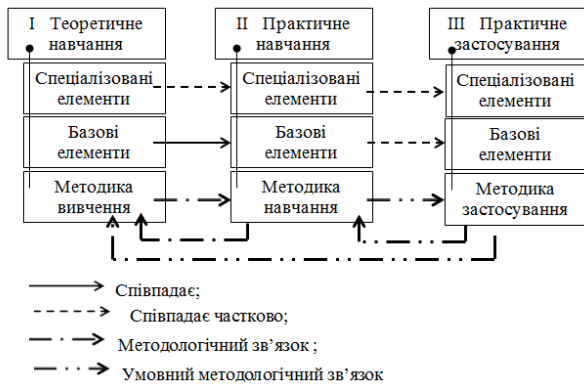 I Теоретичне
навчання
II Практичне
навчання
III Практичне
застосування
Спеціалізовані
елементи
Спеціалізовані
елементи
Спеціалізовані
елементи
Базові
елементи
Базові
елементи
Базові
елементи
Методика
вивчення
Методика
навчання
Методика
застосування
Співпадає;
Співпадає частково;
Методологічний зв’язок ;
Умовний методологічний зв’язок